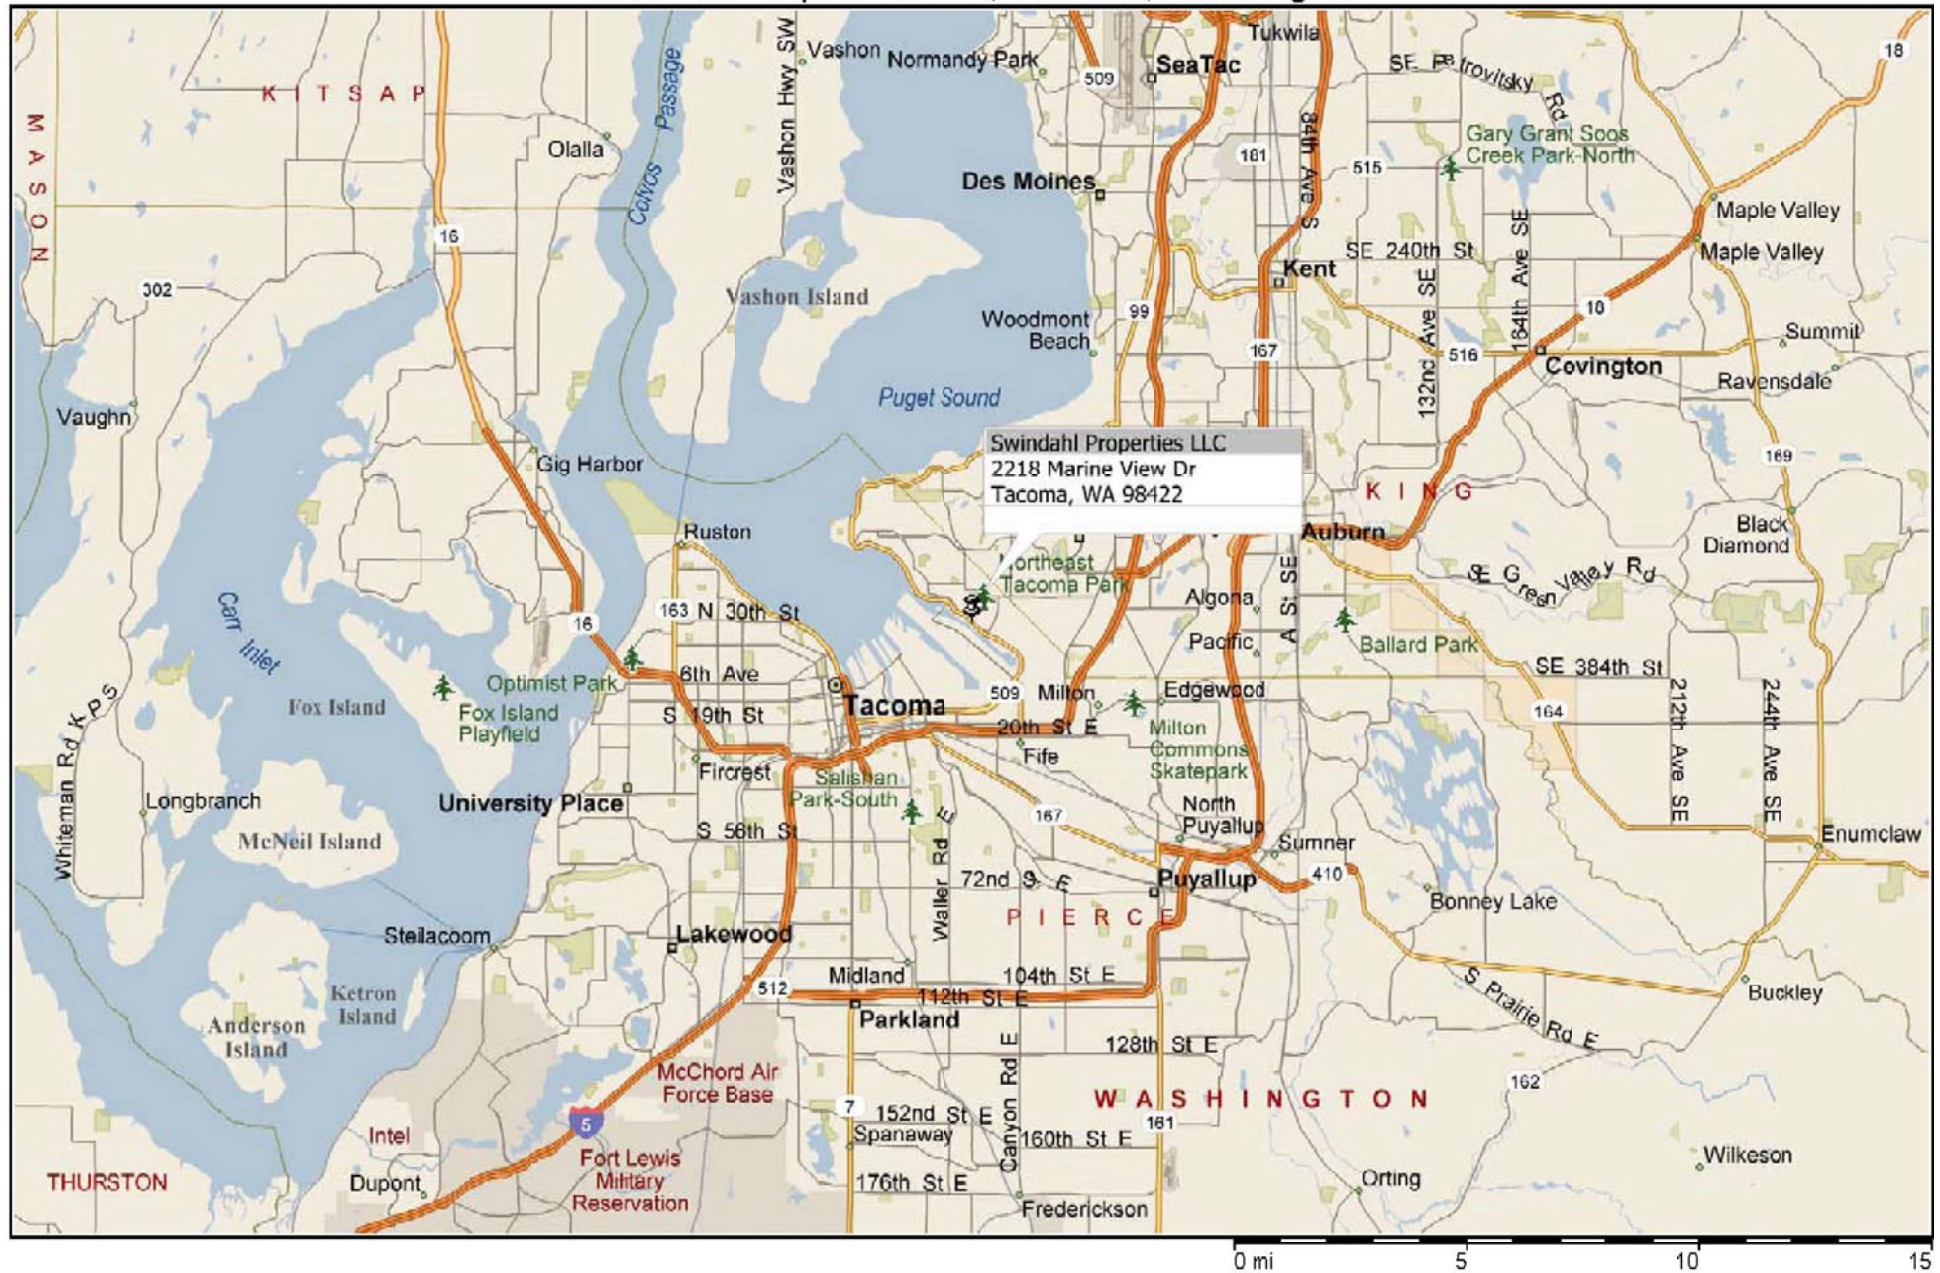 Tukwila
18
Vashon
Normandy Park
SeaTac
509
SE Petrovitsky Rd
KITSAP
MASON
Colvos Passage
Vashon Hwy SW
Olalla
84th Ave S
Gary Grant Soos
Creek Park-North
181
515
Des Moines
Maple Valley
16
SE 240th St
164th Ave SE
Maple Valley
Kent
302
Vashon Island
132nd Ave SE
18
Woodmont
Beach
99
Summit
167
516
Covington
Ravensdale
Puget Sound
Vaughn
Swindahl Properties LLC
2218 Marine View Dr
Tacoma, WA 98422
Gig Harbor
169
KING
Ruston
Auburn
Black
Diamond
Northeast
Tacoma Park
SE Green Valley Rd
A St SE
Carr Inlet
Algona
163
N 30th St
16
Pacific
Ballard Park
SE 384th St
6th Ave
Optimist Park
Fox Island
Fox Island
Playfield
509
Milton
Edgewood
Tacoma
S 19th St
164
212th Ave SE
244th Ave SE
20th St E
Milton
Commons
Skatepark
Fife
Whiteman Rd KPS
Fircrest
Salishan
Park-South
Longbranch
University Place
North
Puyallup
167
S 56th St
McNeil Island
Sumner
Enumclaw
Waller Rd E
72nd St E
Puyallup
410
Bonney Lake
PIERCE
Steilacoom
Lakewood
Midland
104th St E
512
112th St E
S Prairie Rd E
Buckley
Ketron
Island
Anderson
Island
Parkland
128th St E
Canyon Rd E
McChord Air
Force Base
162
WASHINGTON
7
152nd St E
161
5
Intel
Spanaway
160th St E
Wilkeson
Fort Lewis
Military
Reservation
THURSTON
Dupont
176th St E
Orting
Frederickson
0 mi
5
10
15